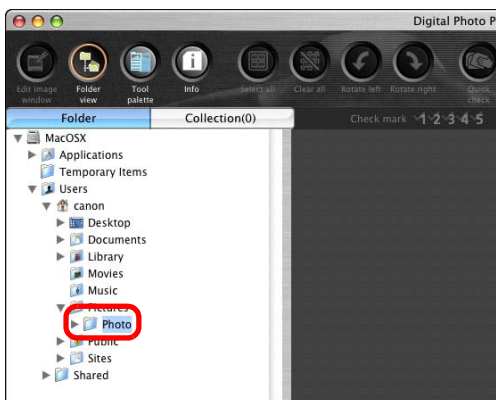 Digital Photo P
Edit image window
Folder view
Tool palette
Info
Select all
Clear all
Rotate left
Rotate right
Quick check
Folder
Collection(0)
Check mark 1 2 3 4 5
MacOSX
Applications
Temporary Items
Users
canon
Desktop
Documents
Library
Movies
Music
Pictures
Photo
Public
Sites
Shared